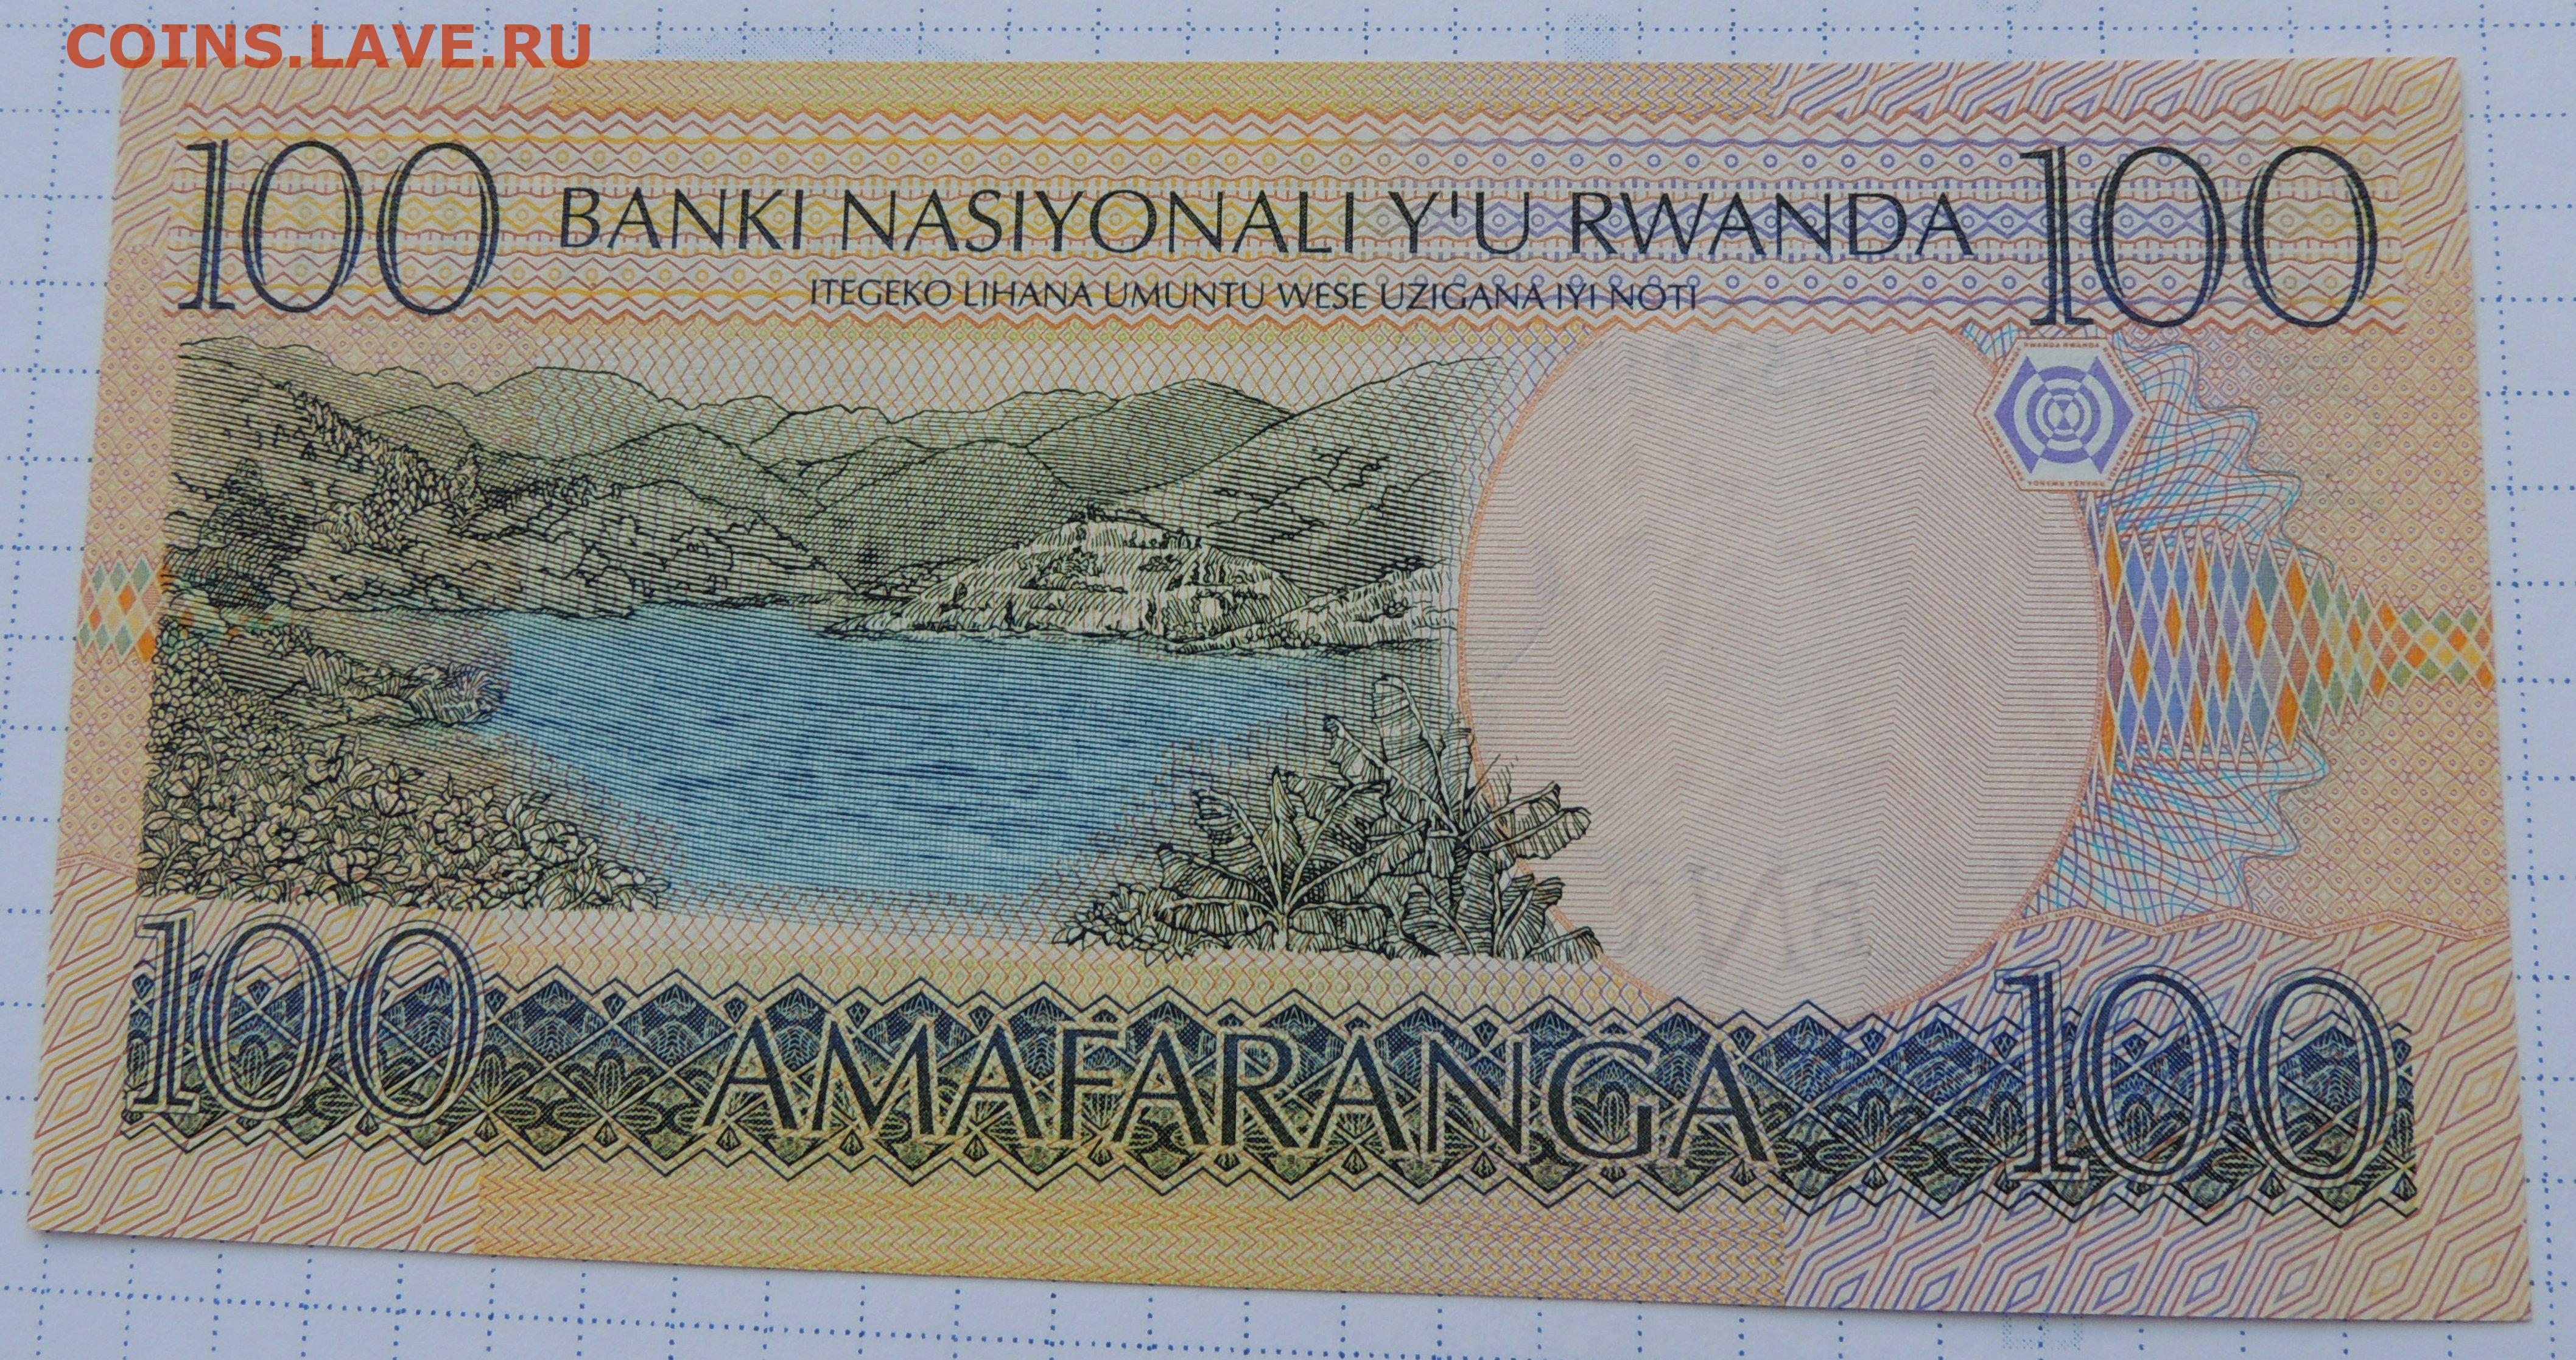 COINS.LAVE.RU
100 BANKI NASIYONALI Y'U RWANDA 100
ITEGEKO LIHANA UMUNTU WESE UZIGANA IYI NOTI
100 AMAFARANGA 100